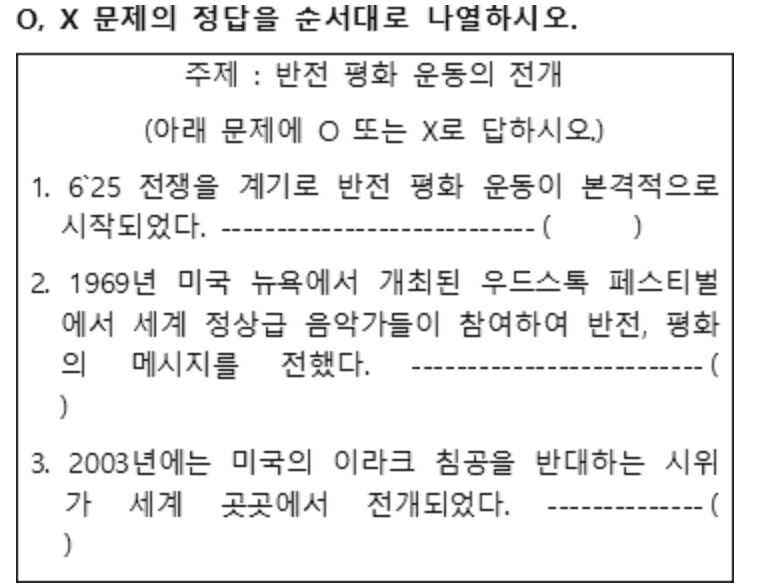 O, X 문제의 정답을 순서대로 나열하시오.
주제 : 반전 평화 운동의 전개
(아래 문제에 O 또는 X로 답하시오.)
1. 6`25 전쟁을 계기로 반전 평화 운동이 본격적으로
시작되었다. ---------------------------- (      )
2. 1969년 미국 뉴욕에서 개최된 우드스톡 페스티벌
에서 세계 정상급 음악가들이 참여하여 반전, 평화
의 메시지를 전했다. -------------------------- (
)
3. 2003년에는 미국의 이라크 침공을 반대하는 시위
가 세계 곳곳에서 전개되었다. -------------- (
)